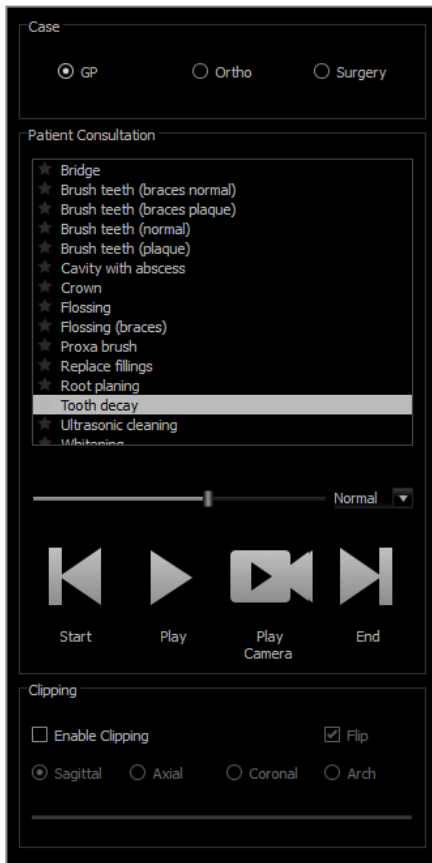 Case
GP Ortho Surgery
Patient Consultation
Bridge
Brush teeth (braces normal)
Brush teeth (braces plaque)
Brush teeth (normal)
Brush teeth (plaque)
Cavity with abscess
Crown
Flossing
Flossing (braces)
Proxa brush
Replace fillings
Root planing
Tooth decay
Ultrasonic cleaning
Whitening
Normal
Start Play Play Camera End
Clipping
Enable Clipping Flip
Sagittal Axial Coronal Arch